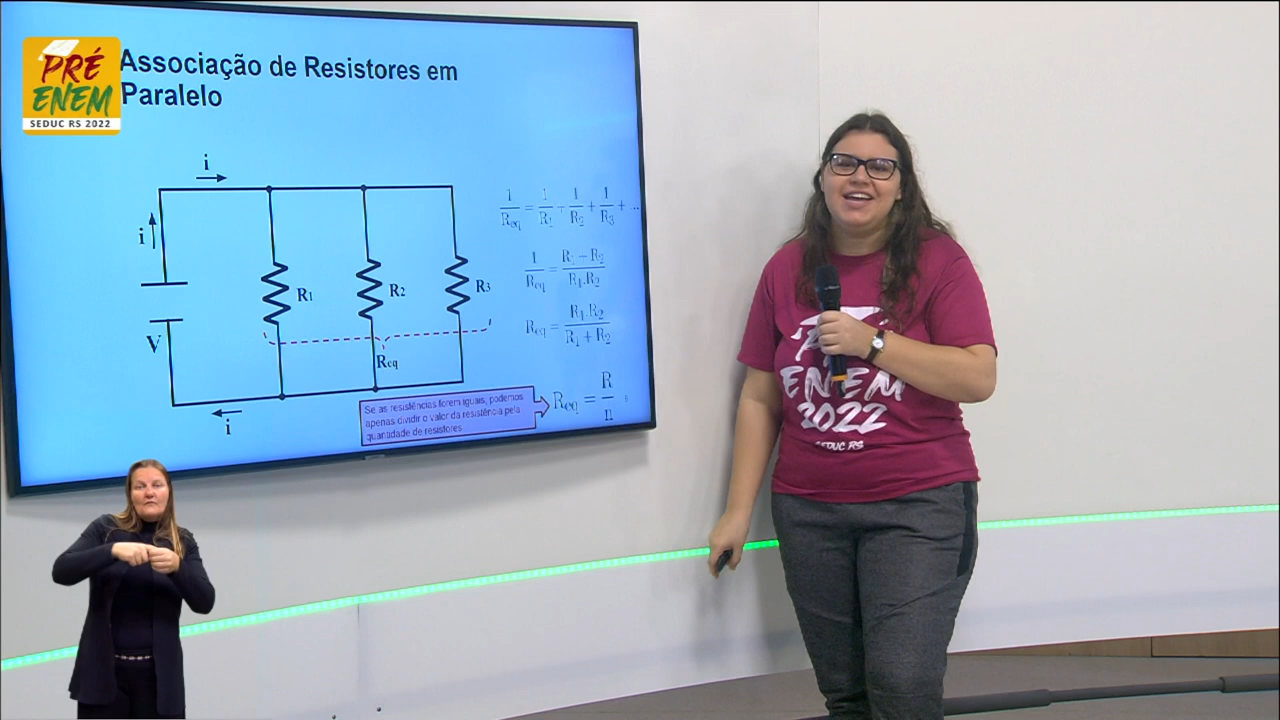 PRÉ
ENEM
SEDUC RS 2022
Associação de Resistores em
Paralelo
i
i
V
R1
R2
R3
Req
i
1/Req = 1/R1 + 1/R2 + 1/R3 + ...
1/Req = R1 + R2 / R1.R2
Req = R1.R2 / R1 + R2
Se as resistências forem iguais, podemos
apenas dividir o valor da resistência pela
quantidade de resistores
Req = R/n
ENEM
2022
SEDUC RS